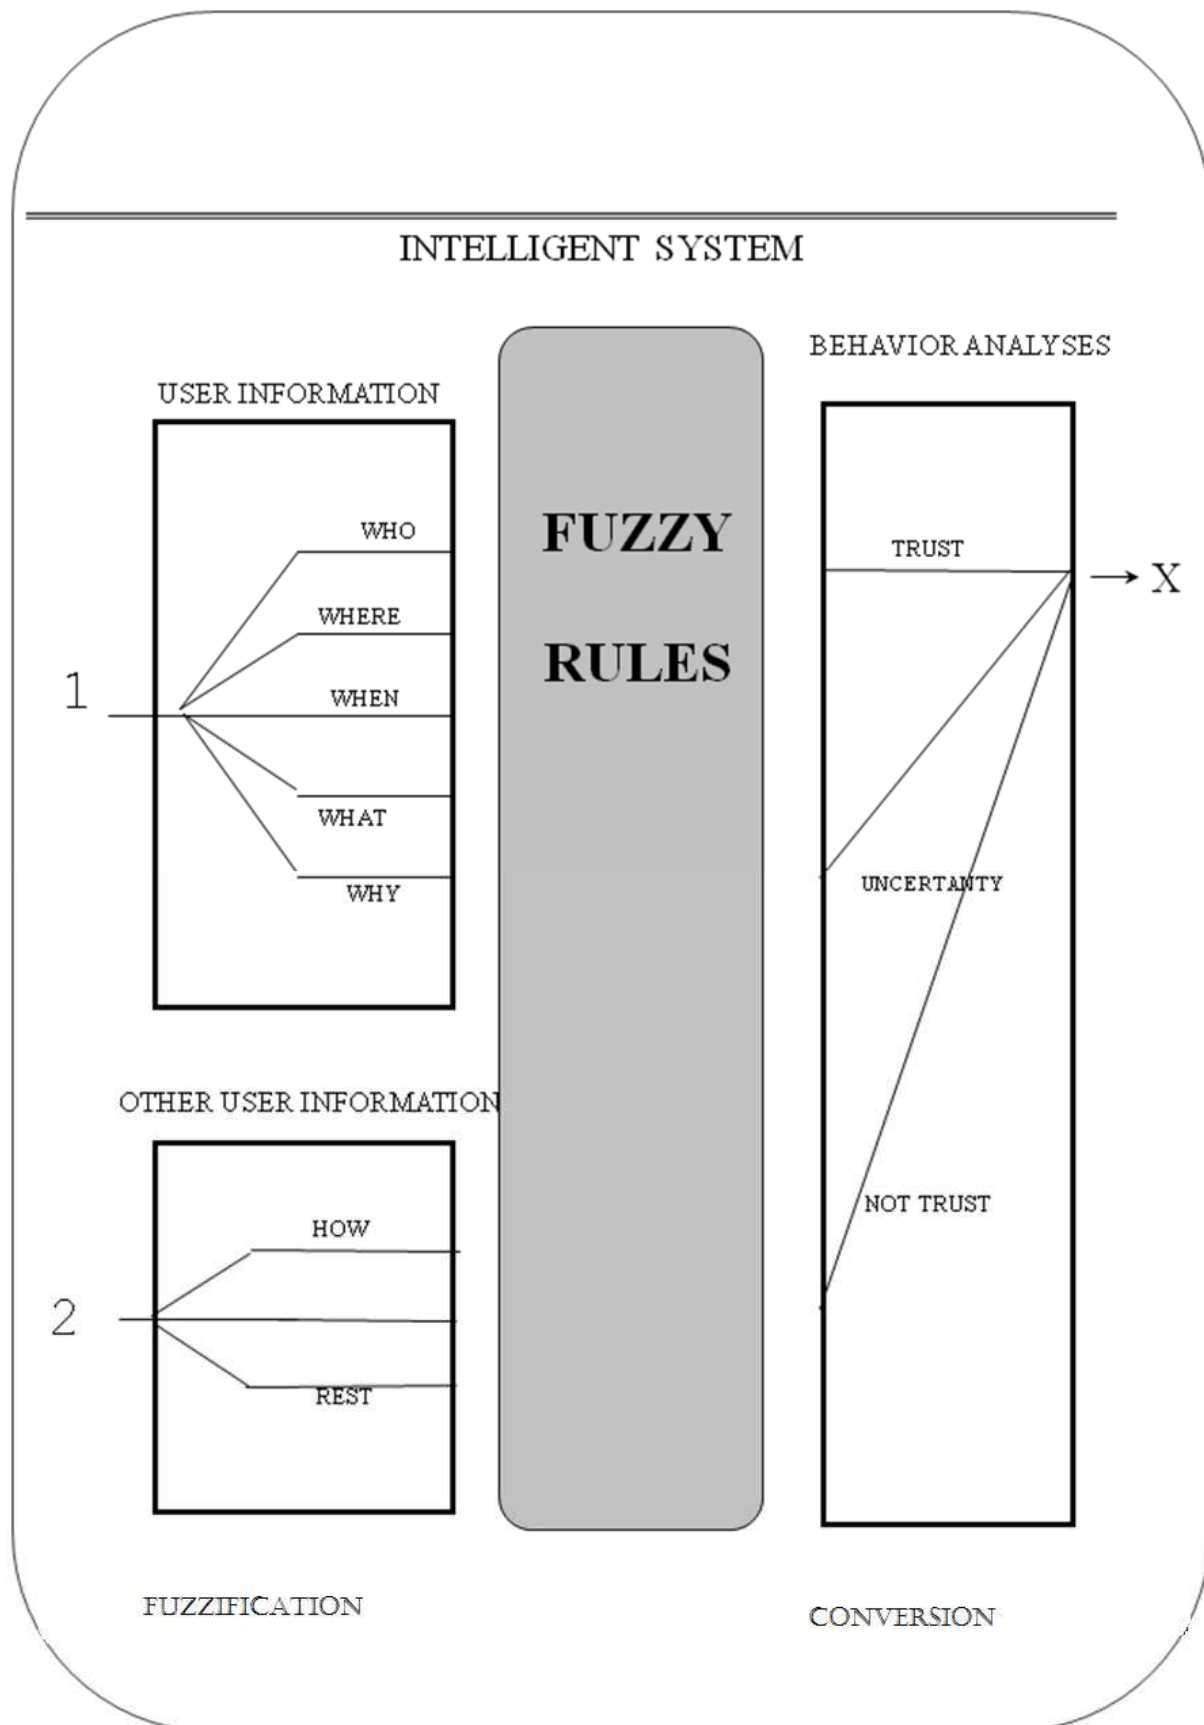 INTELLIGENT SYSTEM
USER INFORMATION
WHO
WHERE
1
WHEN
WHAT
WHY
OTHER USER INFORMATION
HOW
2
REST
FUZZIFICATION
FUZZY
RULES
BEHAVIOR ANALYSES
TRUST
X
UNCERTANTY
NOT TRUST
CONVERSION